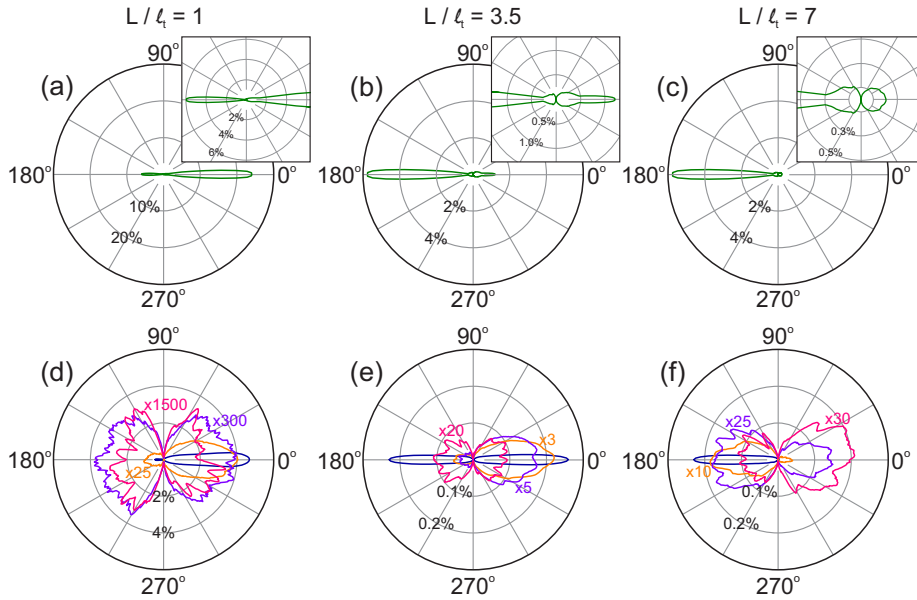 L / ℓt = 1
L / ℓt = 3.5
L / ℓt = 7
(a)
90°
180°
0°
270°
10%
20%
2%
4%
6%
(b)
90°
180°
0°
270°
2%
4%
0.5%
1.0%
(c)
90°
180°
0°
270°
2%
4%
0.3%
0.5%
(d)
90°
x1500
x300
180°
x25
0°
2%
4%
270°
(e)
90°
x20
x3
180°
0°
x5
0.1%
0.2%
270°
(f)
90°
x25
x30
180°
x10
0°
0.1%
0.2%
270°